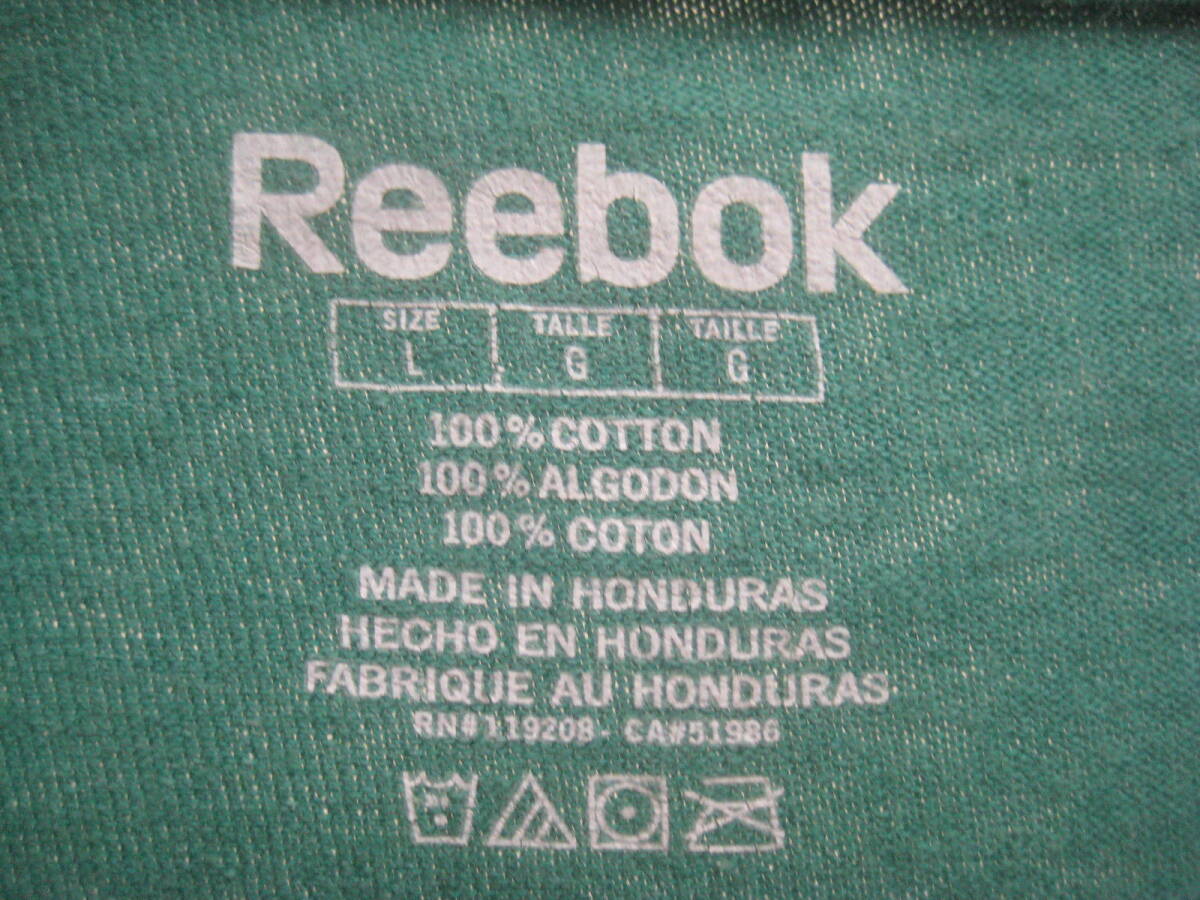 Reebok
SIZE TALLE TAILLE
L G G
100% COTTON
100% ALGODON
100% COTON
MADE IN HONDURAS
HECHO EN HONDURAS
FABRIQUE AU HONDURAS
RN#119209- CA#51986